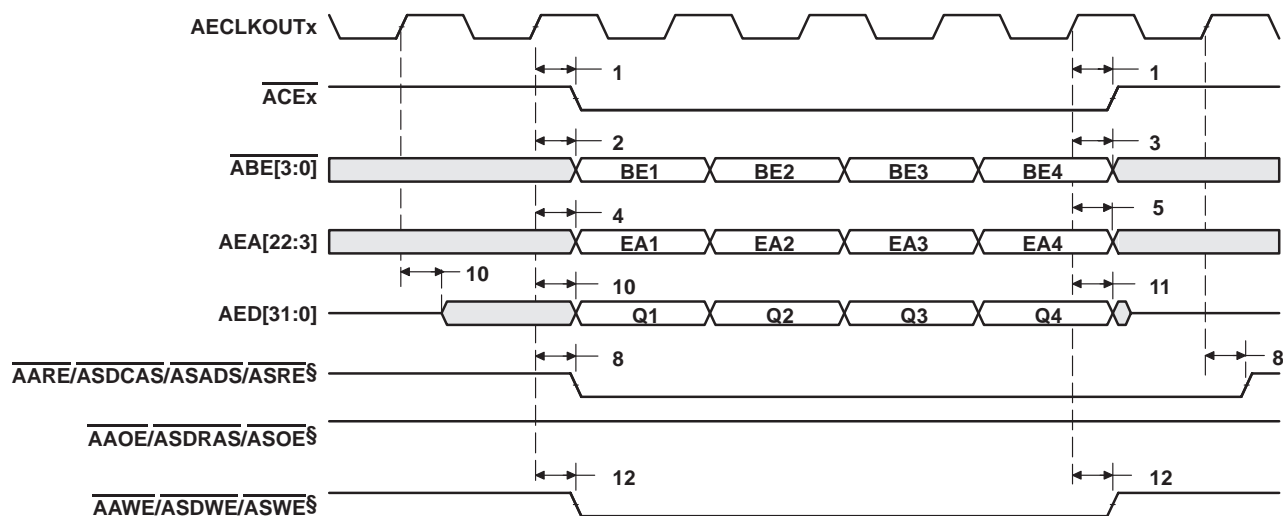 AECLKOUTx
1 1
ACEx
2 3
ABE[3:0] BE1 BE2 BE3 BE4
4 5
AEA[22:3] EA1 EA2 EA3 EA4
10 10 11
AED[31:0] Q1 Q2 Q3 Q4
8 8
AARE/ASDCAS/ASADS/ASRE§
AAOE/ASDRAS/ASOE§
12 12
AAWE/ASDWE/ASWE§